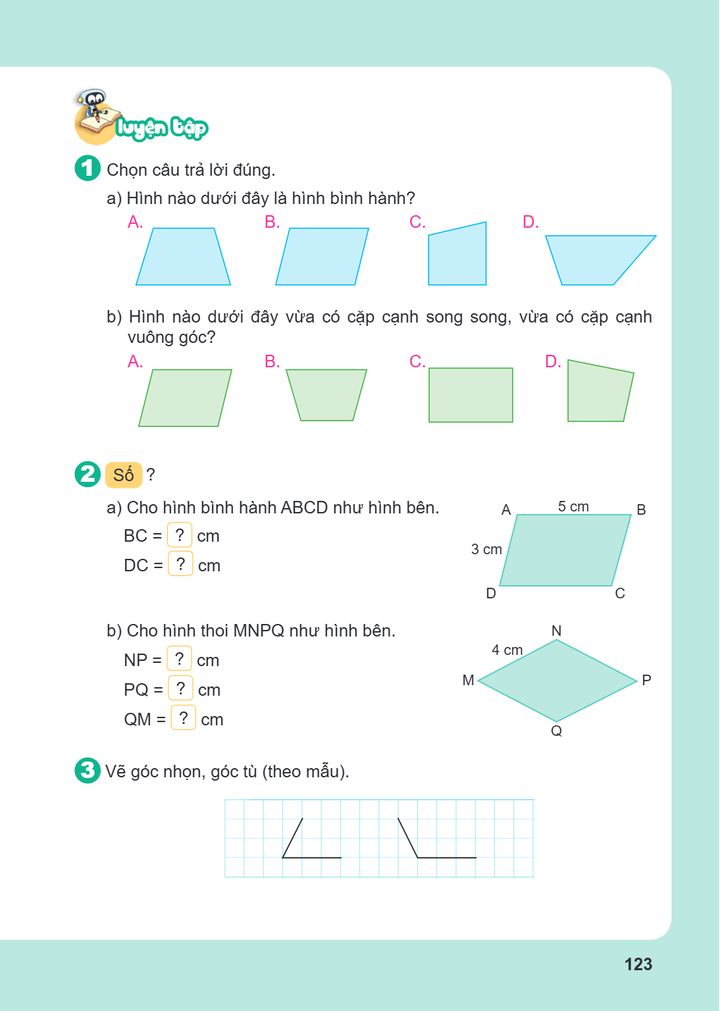 luyện tập
1 Chọn câu trả lời đúng.
a) Hình nào dưới đây là hình bình hành?
A. B. C. D.
b) Hình nào dưới đây vừa có cặp cạnh song song, vừa có cặp cạnh
vuông góc?
A. B. C. D.
2 Số ?
a) Cho hình bình hành ABCD như hình bên.
BC = ? cm
DC = ? cm
A 5 cm B
3 cm
D C
b) Cho hình thoi MNPQ như hình bên.
NP = ? cm
PQ = ? cm
QM = ? cm
N
4 cm
M P
Q
3 Vẽ góc nhọn, góc tù (theo mẫu).
123